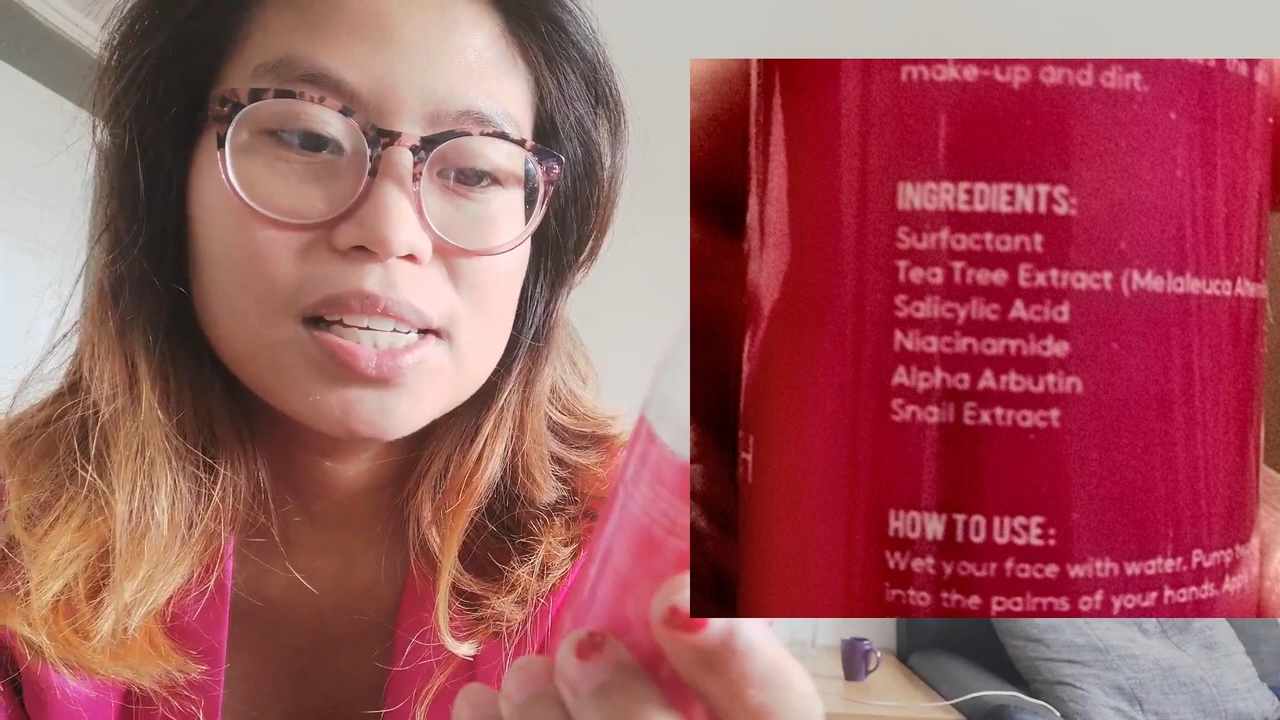 make-up and dirt.
INGREDIENTS:
Surfactant
Tea Tree Extract (Melaleuca
Salicylic Acid
Niacinamide
Alpha Arbutin
Snail Extract
H
HOW TO USE:
Wet your face with water. Pump
into the palms of your hands.